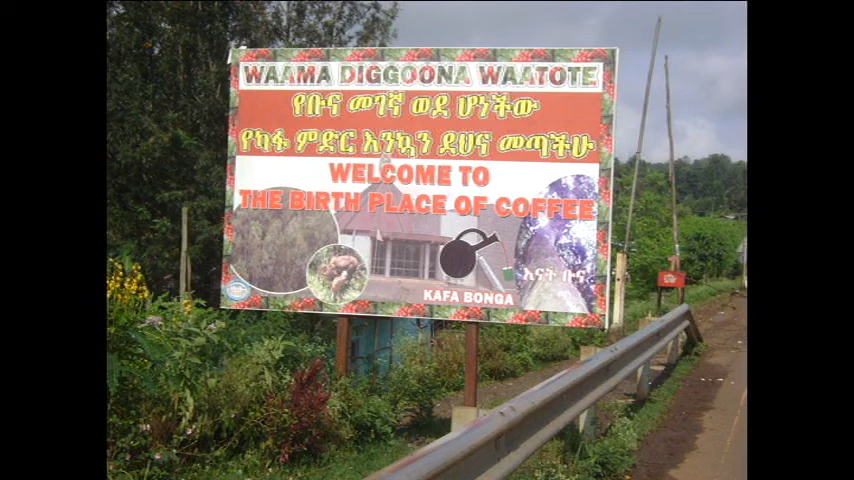 WAAMA DIGGOONA WAATOTE
የቡና መገኛ ወደ ሆነችው
የካፋ ምድር እንኳን ደህና መጣችሁ
WELCOME TO
THE BIRTH PLACE OF COFFEE
እናት ቡና
KAFA BONGA